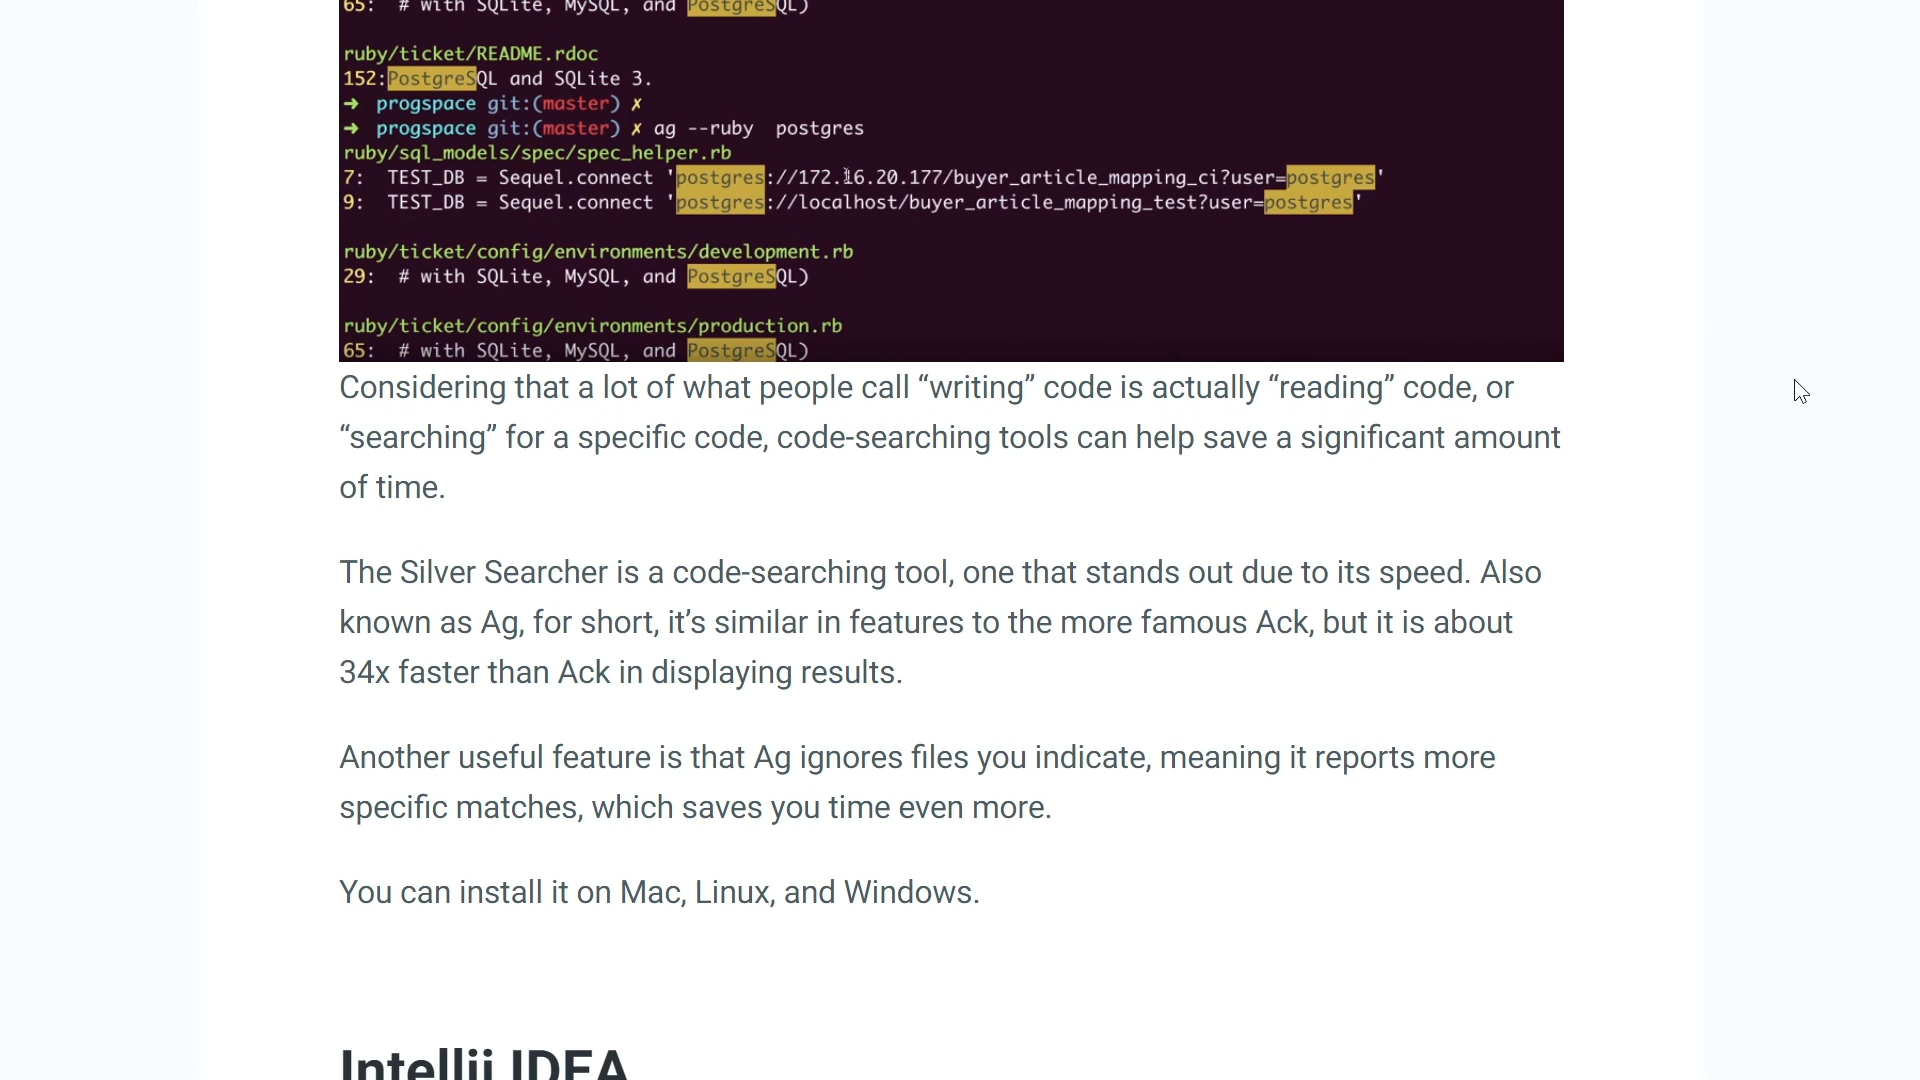 65:  # with SQLite, MySQL, and PostgreSQL)
ruby/ticket/README.rdoc
152:PostgreSQL and SQLite 3.
➜  progspace git:(master) ✗
➜  progspace git:(master) ✗ ag --ruby  postgres
ruby/sql_models/spec/spec_helper.rb
7:  TEST_DB = Sequel.connect 'postgres://172.16.20.177/buyer_article_mapping_ci?user=postgres'
9:  TEST_DB = Sequel.connect 'postgres://localhost/buyer_article_mapping_test?user=postgres'
ruby/ticket/config/environments/development.rb
29:  # with SQLite, MySQL, and PostgreSQL)
ruby/ticket/config/environments/production.rb
65:  # with SQLite, MySQL, and PostgreSQL)
Considering that a lot of what people call “writing” code is actually “reading” code, or
“searching” for a specific code, code-searching tools can help save a significant amount
of time.
The Silver Searcher is a code-searching tool, one that stands out due to its speed. Also
known as Ag, for short, it’s similar in features to the more famous Ack, but it is about
34x faster than Ack in displaying results.
Another useful feature is that Ag ignores files you indicate, meaning it reports more
specific matches, which saves you time even more.
You can install it on Mac, Linux, and Windows.
Intellij IDEA